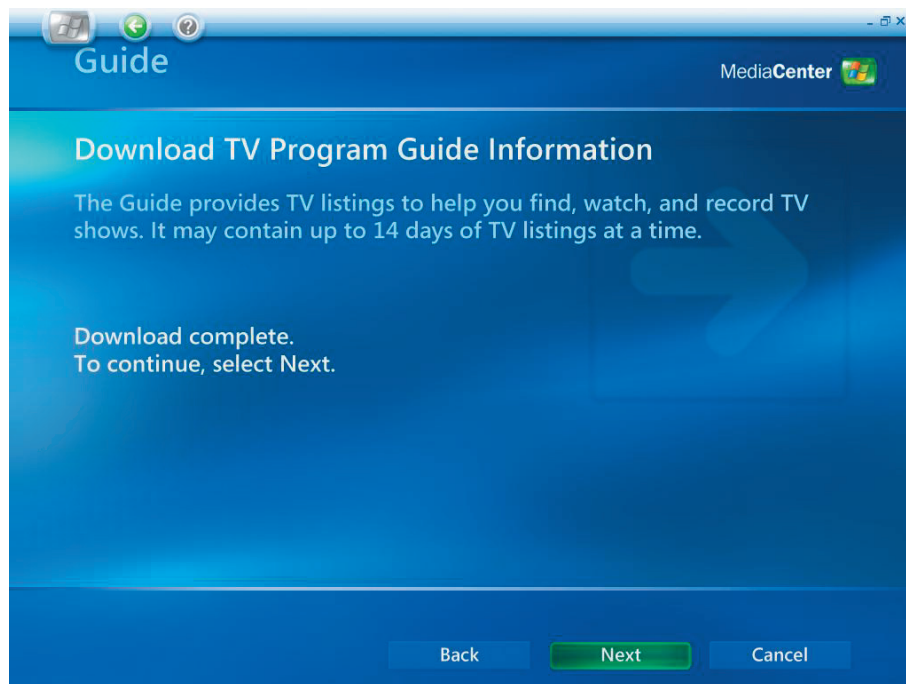 Guide
MediaCenter
Download TV Program Guide Information
The Guide provides TV listings to help you find, watch, and record TV
shows. It may contain up to 14 days of TV listings at a time.
Download complete.
To continue, select Next.
Back Next Cancel